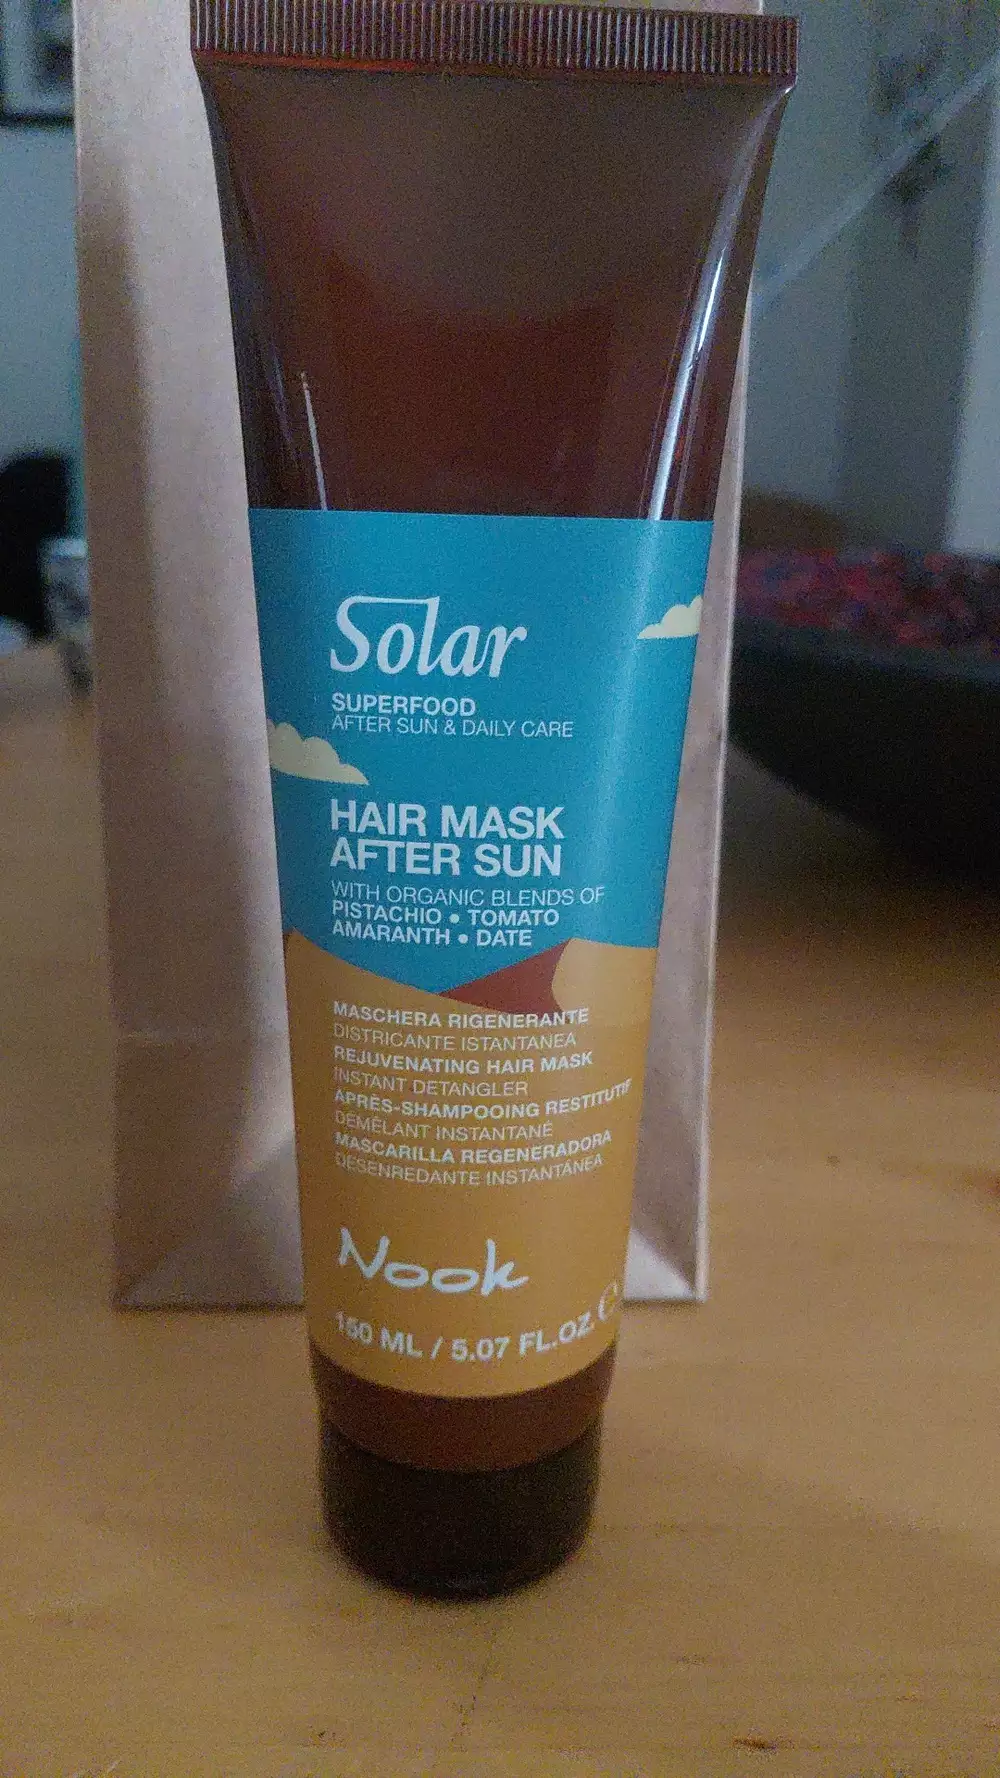 Solar
SUPERFOOD
AFTER SUN & DAILY CARE
HAIR MASK
AFTER SUN
WITH ORGANIC BLENDS OF
PISTACHIO • TOMATO
AMARANTH • DATE
MASCHERA RIGENERANTE
DISTRICANTE ISTANTANEA
REJUVENATING HAIR MASK
INSTANT DETANGLER
APRÈS-SHAMPOOING RESTITUTIF
DÉMÊLANT INSTANTANÉ
MASCARILLA REGENERADORA
DESENREDANTE INSTANTÁNEA
Nook
150 ML / 5.07 FL.OZ. ℮